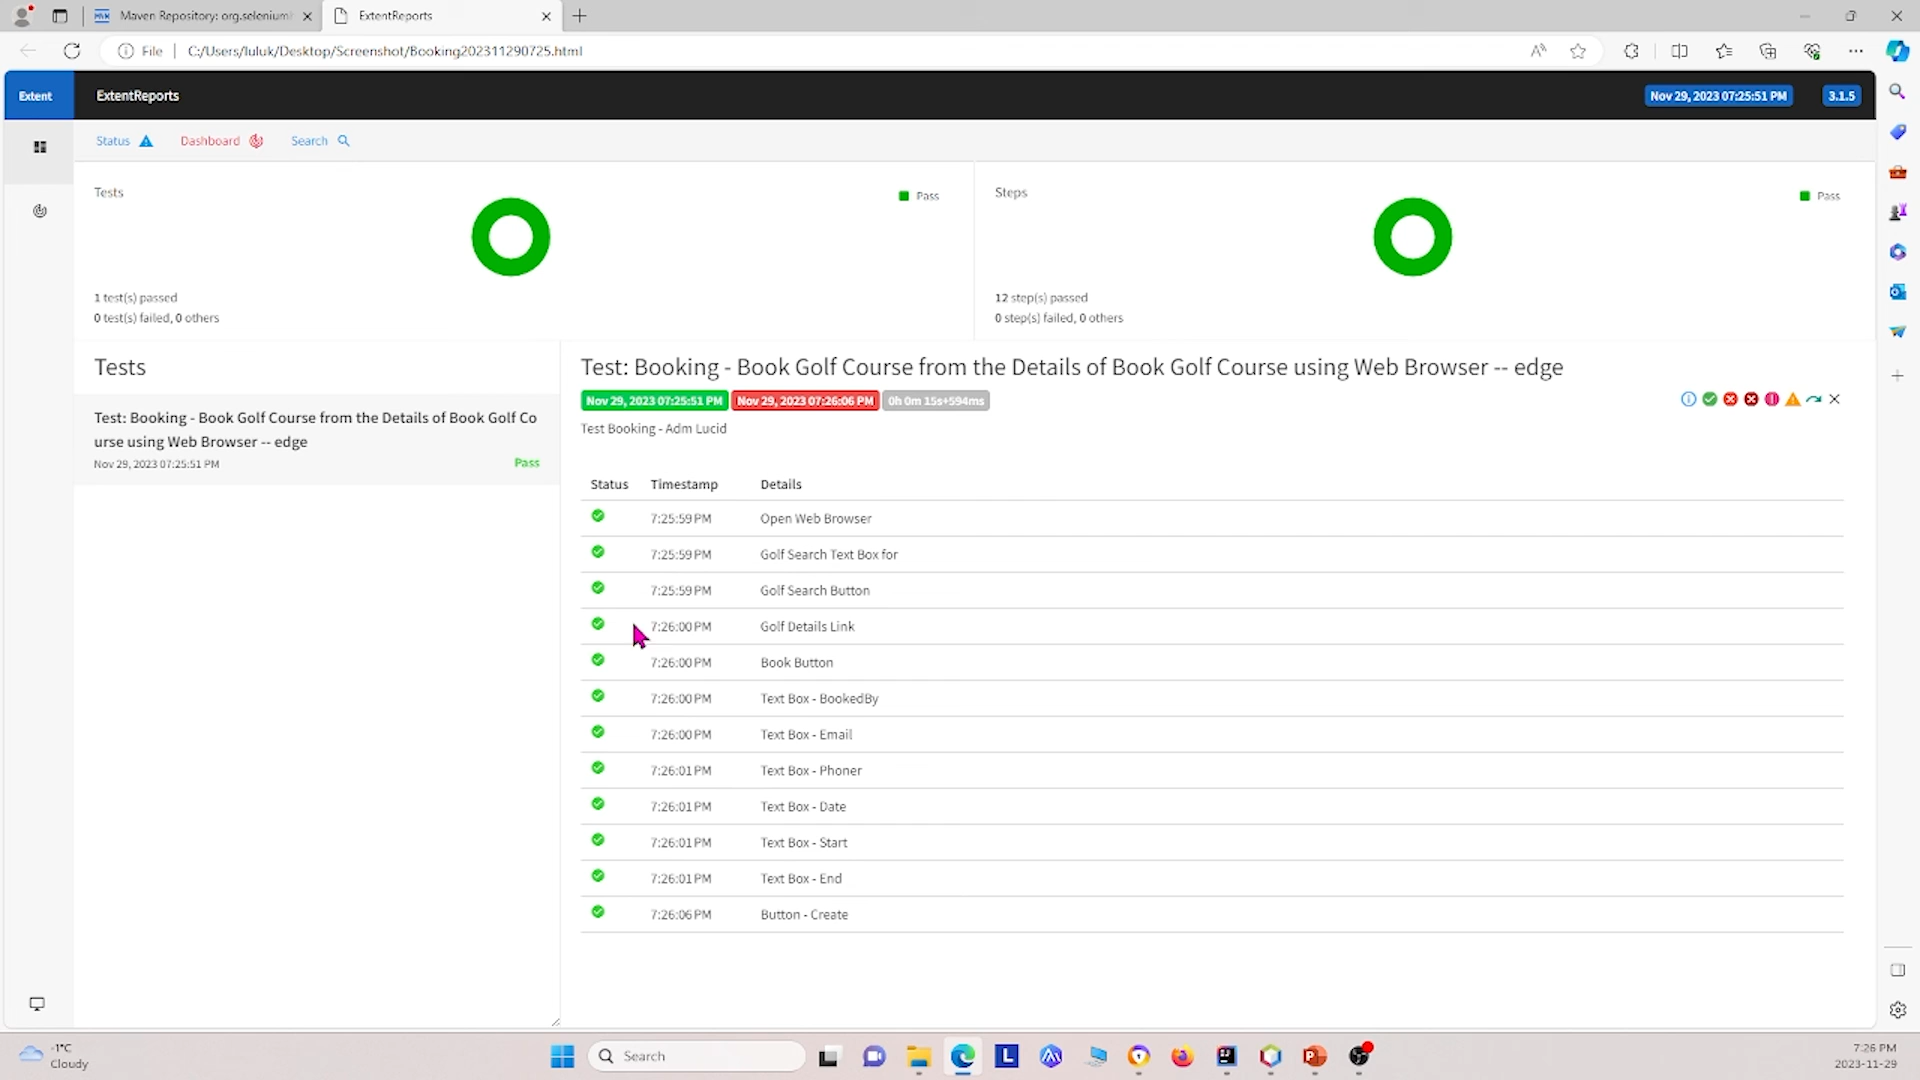 Maven Repository: org.selenium
ExtentReports
File
C:/Users/luluk/Desktop/Screenshot/Booking202311290725.html
Extent
ExtentReports
Nov 29, 2023 07:25:51 PM
3.1.5
Status
Dashboard
Search
Tests
Pass
1 test(s) passed
0 test(s) failed, 0 others
Steps
Pass
12 step(s) passed
0 step(s) failed, 0 others
Tests
Test: Booking - Book Golf Course from the Details of Book Golf Co
urse using Web Browser -- edge
Nov 29, 2023 07:25:51 PM
Pass
Test: Booking - Book Golf Course from the Details of Book Golf Course using Web Browser -- edge
Nov 29, 2023 07:25:51 PM Nov 29, 2023 07:26:06 PM 0h 0m 15s+594ms
Test Booking - Adm Lucid
Status Timestamp Details
7:25:59 PM Open Web Browser
7:25:59 PM Golf Search Text Box for
7:25:59 PM Golf Search Button
7:26:00 PM Golf Details Link
7:26:00 PM Book Button
7:26:00 PM Text Box - BookedBy
7:26:00 PM Text Box - Email
7:26:01 PM Text Box - Phoner
7:26:01 PM Text Box - Date
7:26:01 PM Text Box - Start
7:26:01 PM Text Box - End
7:26:06 PM Button - Create
-1°C
Cloudy
Search
7:26 PM
2023-11-29